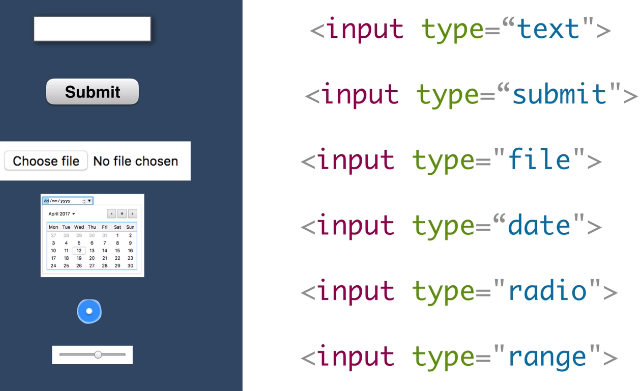 <input type=“text">
Submit
<input type=“submit">
Choose file No file chosen
<input type="file">
dd/mm/yyyy
April 2017
Mon Tue Wed Thu Fri Sat Sun
27 28 29 30 31 1 2
3 4 5 6 7 8 9
10 11 12 13 14 15 16
17 18 19 20 21 22 23
24 25 26 27 28 29 30
<input type=“date">
<input type="radio">
<input type="range">